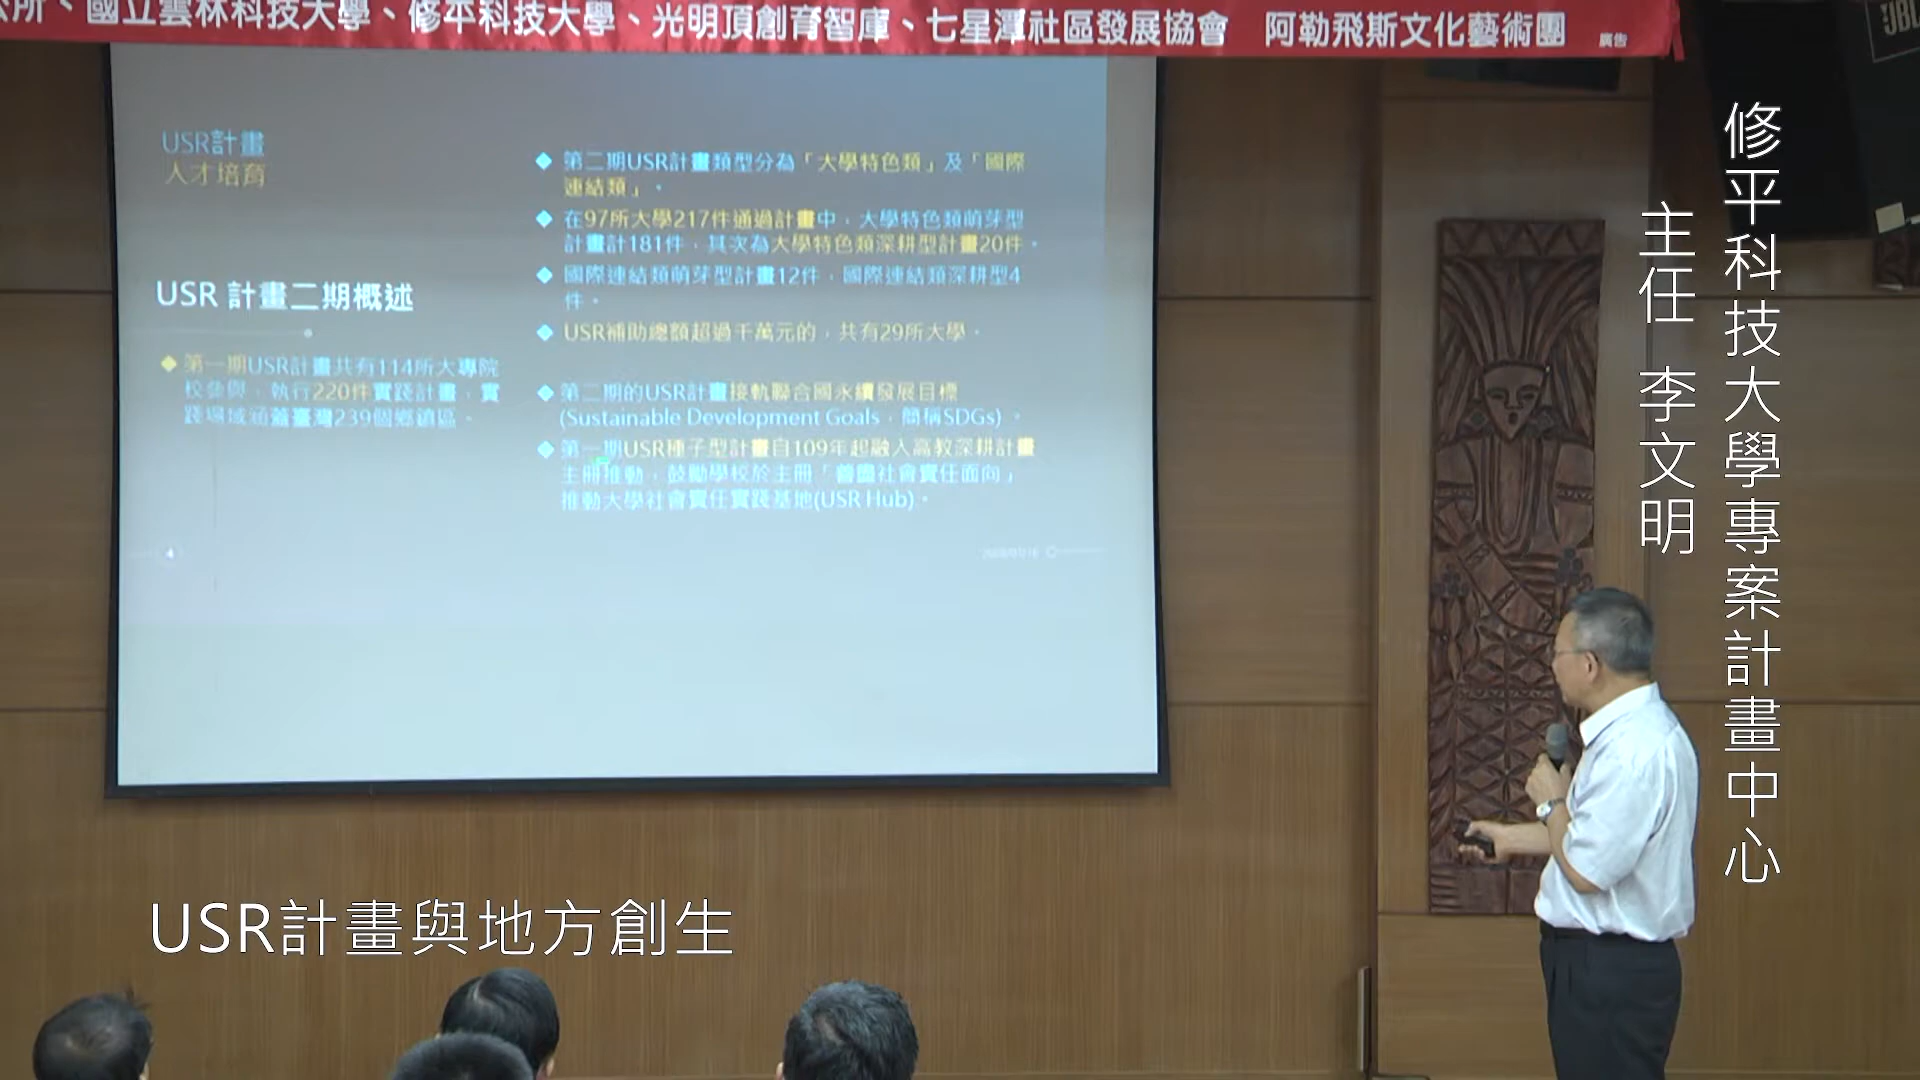 公所、國立雲林科技大學、修本科技大學、光明頂創育智庫、七星潭社區發展協會 阿勒飛斯文化藝術團 廣告
JBL
USR計畫
人才培育
USR 計畫二期概述
◆ 第一期USR計畫共有114所大專院
校參與，執行220件實踐計畫，實
踐場域涵蓋臺灣239個鄉鎮區。
4
◆ 第二期USR計畫類型分為「大學特色類」及「國際
連結類」。
◆ 在97所大學217件通過計畫中，大學特色類萌芽型
計畫計181件，其次為大學特色類深耕型計畫20件。
◆ 國際連結類萌芽型計畫12件，國際連結類深耕型4
件。
◆ USR補助總額超過千萬元的，共有29所大學。
◆ 第二期的USR計畫接軌聯合國永續發展目標
(Sustainable Development Goals，簡稱SDGs) 。
◆ 第一期USR種子型計畫自109年起融入高教深耕計畫
主冊推動，鼓勵學校於主冊「善盡社會責任面向」
推動大學社會責任實踐基地(USR Hub)。
修平科技大學專案計畫中心
主任 李文明
USR計畫與地方創生